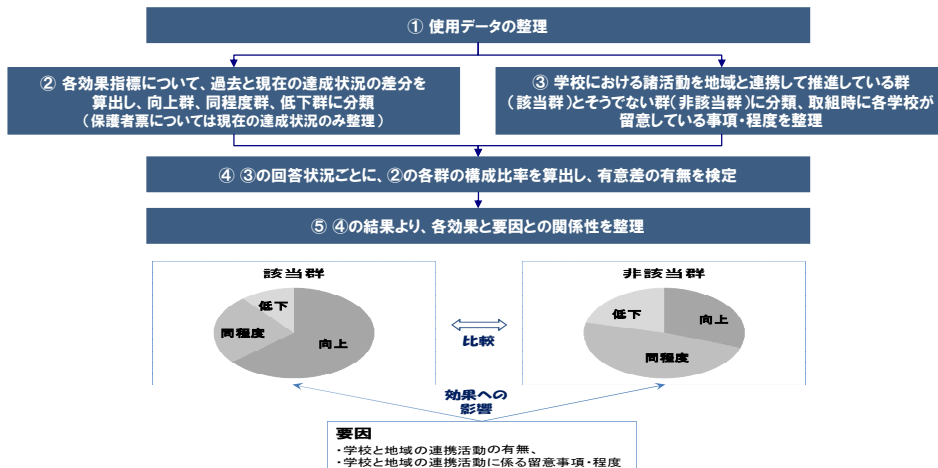 ① 使用データの整理
② 各効果指標について、過去と現在の達成状況の差分を
算出し、向上群、同程度群、低下群に分類
(保護者票については現在の達成状況のみ整理)
③ 学校における諸活動を地域と連携して推進している群
(該当群)とそうでない群(非該当群)に分類、取組時に各学校が
留意している事項・程度を整理
④ ③の回答状況ごとに、②の各群の構成比率を算出し、有意差の有無を検定
⑤ ④の結果より、各効果と要因との関係性を整理
該当群
低下
同程度
向上
比較
非該当群
低下
向上
同程度
効果への
影響
要因
・学校と地域の連携活動の有無、
・学校と地域の連携活動に係る留意事項・程度